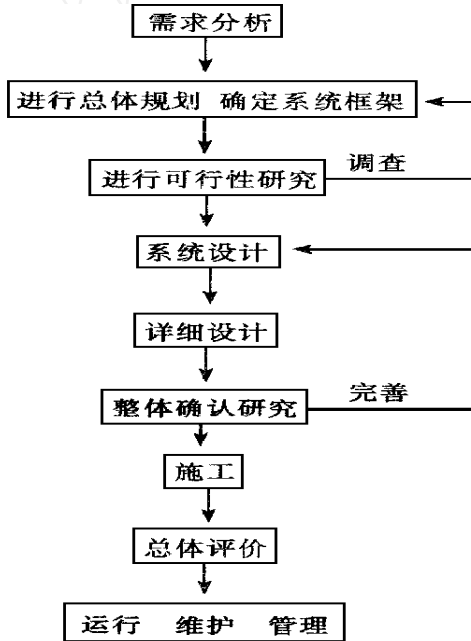 需求分析
进行总体规划 确定系统框架
进行可行性研究
调查
系统设计
详细设计
整体确认研究
完善
施工
总体评价
运行 维护 管理